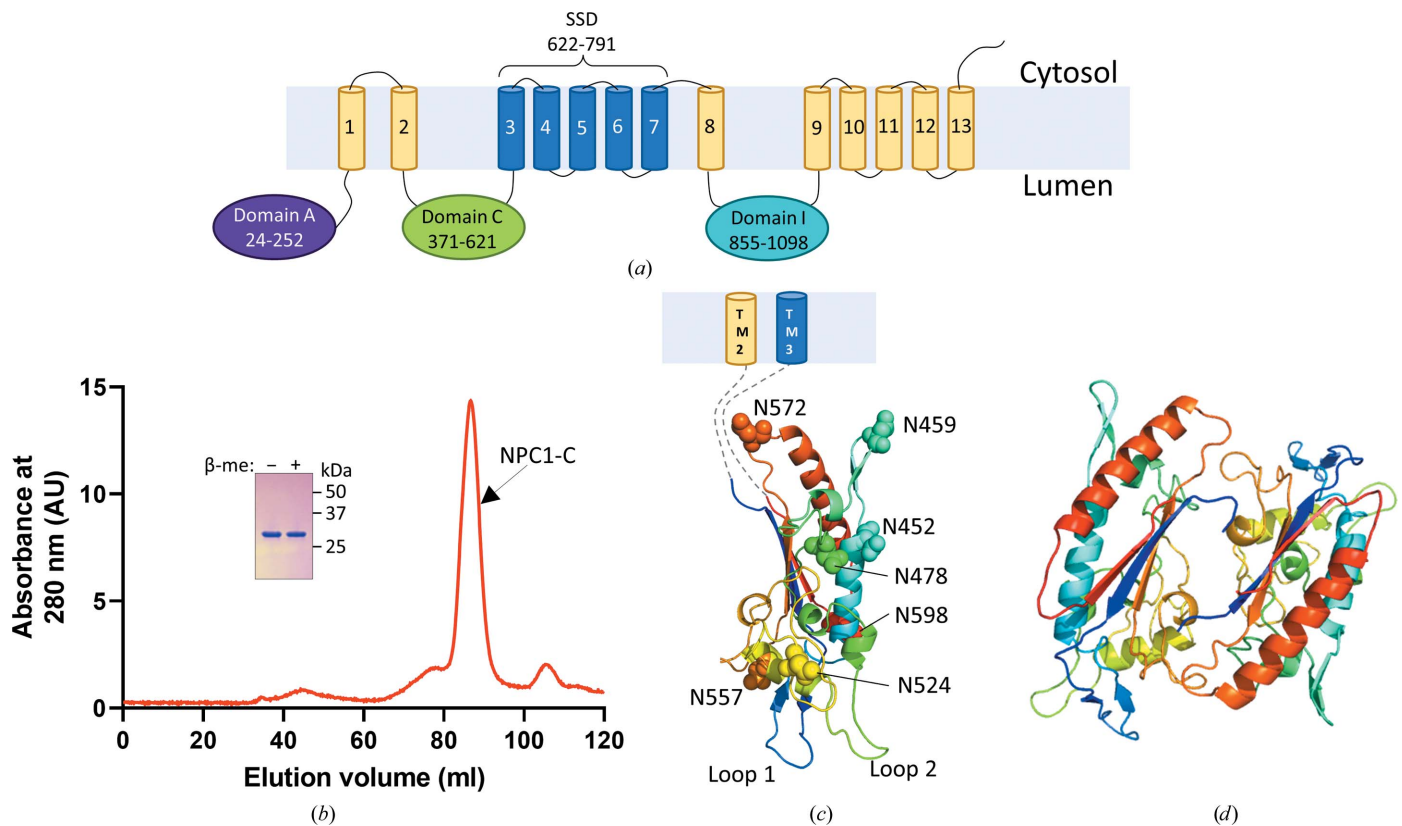 SSD
622-791
Cytosol
1 2 3 4 5 6 7 8 9 10 11 12 13
Lumen
Domain A
24-252
Domain C
371-621
Domain I
855-1098
(a)
15
10
5
0
Absorbance at
280 nm (AU)
β-me: − + kDa
50
37
25
NPC1-C
0 20 40 60 80 100 120
Elution volume (ml)
(b)
T
M
2
T
M
3
N572
N459
N452
N478
N598
N524
N557
Loop 1
Loop 2
(c)
(d)